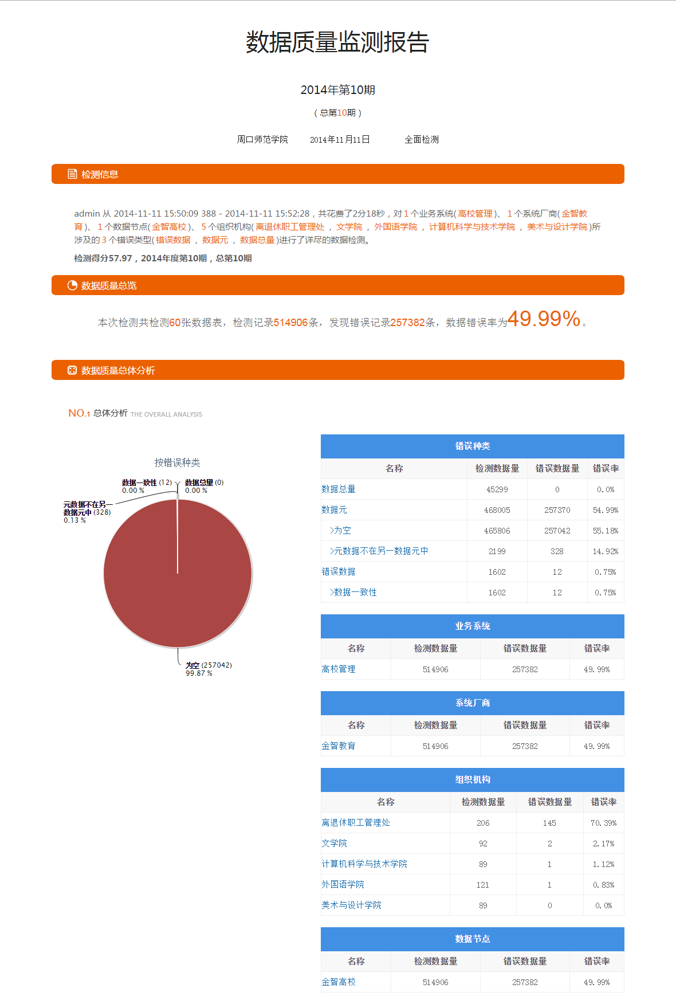 数据质量监测报告
2014年第10期
( 总第10期 )
周口师范学院 2014年11月11日 全面检测
检测信息
admin 从 2014-11-11 15:50:09 388 - 2014-11-11 15:52:28，共花费了2分18秒，对 1 个业务系统( 高校管理 )、 1 个系统厂商( 金智教
育 )、 1 个数据节点( 金智高校 )、 5 个组织机构( 离退休职工管理处 ， 文学院 ， 外国语学院 ， 计算机科学与技术学院 ， 美术与设计学院 )所
涉及的 3 个错误类型( 错误数据 ， 数据元 ， 数据总量 )进行了详尽的数据检测。
检测得分57.97，2014年度第10期，总第10期
数据质量总览
本次检测共检测60张数据表，检测记录514906条，发现错误记录257382条，数据错误率为49.99%。
数据质量总体分析
NO.1 总体分析 THE OVERALL ANALYSIS
按错误种类
数据一致性 (12)
0.00 %
数据总量 (0)
0.00 %
元数据不在另一
数据元中 (328)
0.13 %
为空 (257042)
99.87 %
错误种类
名称 检测数据量 错误数据量 错误率
数据总量 45299 0 0.0%
数据元 468005 257370 54.99%
>为空 465806 257042 55.18%
>元数据不在另一数据元中 2199 328 14.92%
错误数据 1602 12 0.75%
>数据一致性 1602 12 0.75%
业务系统
名称 检测数据量 错误数据量 错误率
高校管理 514906 257382 49.99%
系统厂商
名称 检测数据量 错误数据量 错误率
金智教育 514906 257382 49.99%
组织机构
名称 检测数据量 错误数据量 错误率
离退休职工管理处 206 145 70.39%
文学院 92 2 2.17%
计算机科学与技术学院 89 1 1.12%
外国语学院 121 1 0.83%
美术与设计学院 89 0 0.0%
数据节点
名称 检测数据量 错误数据量 错误率
金智高校 514906 257382 49.99%